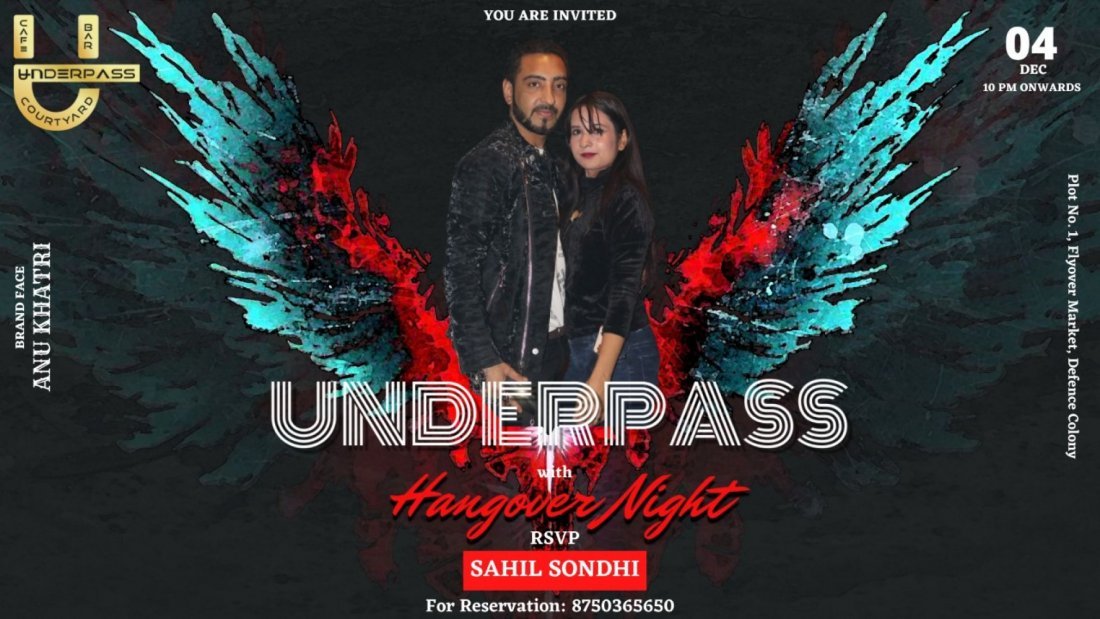 YOU ARE INVITED
CAFE
BAR
UNDERPASS
COURTYARD
04
DEC
10 PM ONWARDS
BRAND FACE
ANU KHATRI
Plot No. 1, Flyover Market, Defence Colony
UNDERPASS
with
Hangover Night
RSVP
SAHIL SONDHI
For Reservation: 8750365650